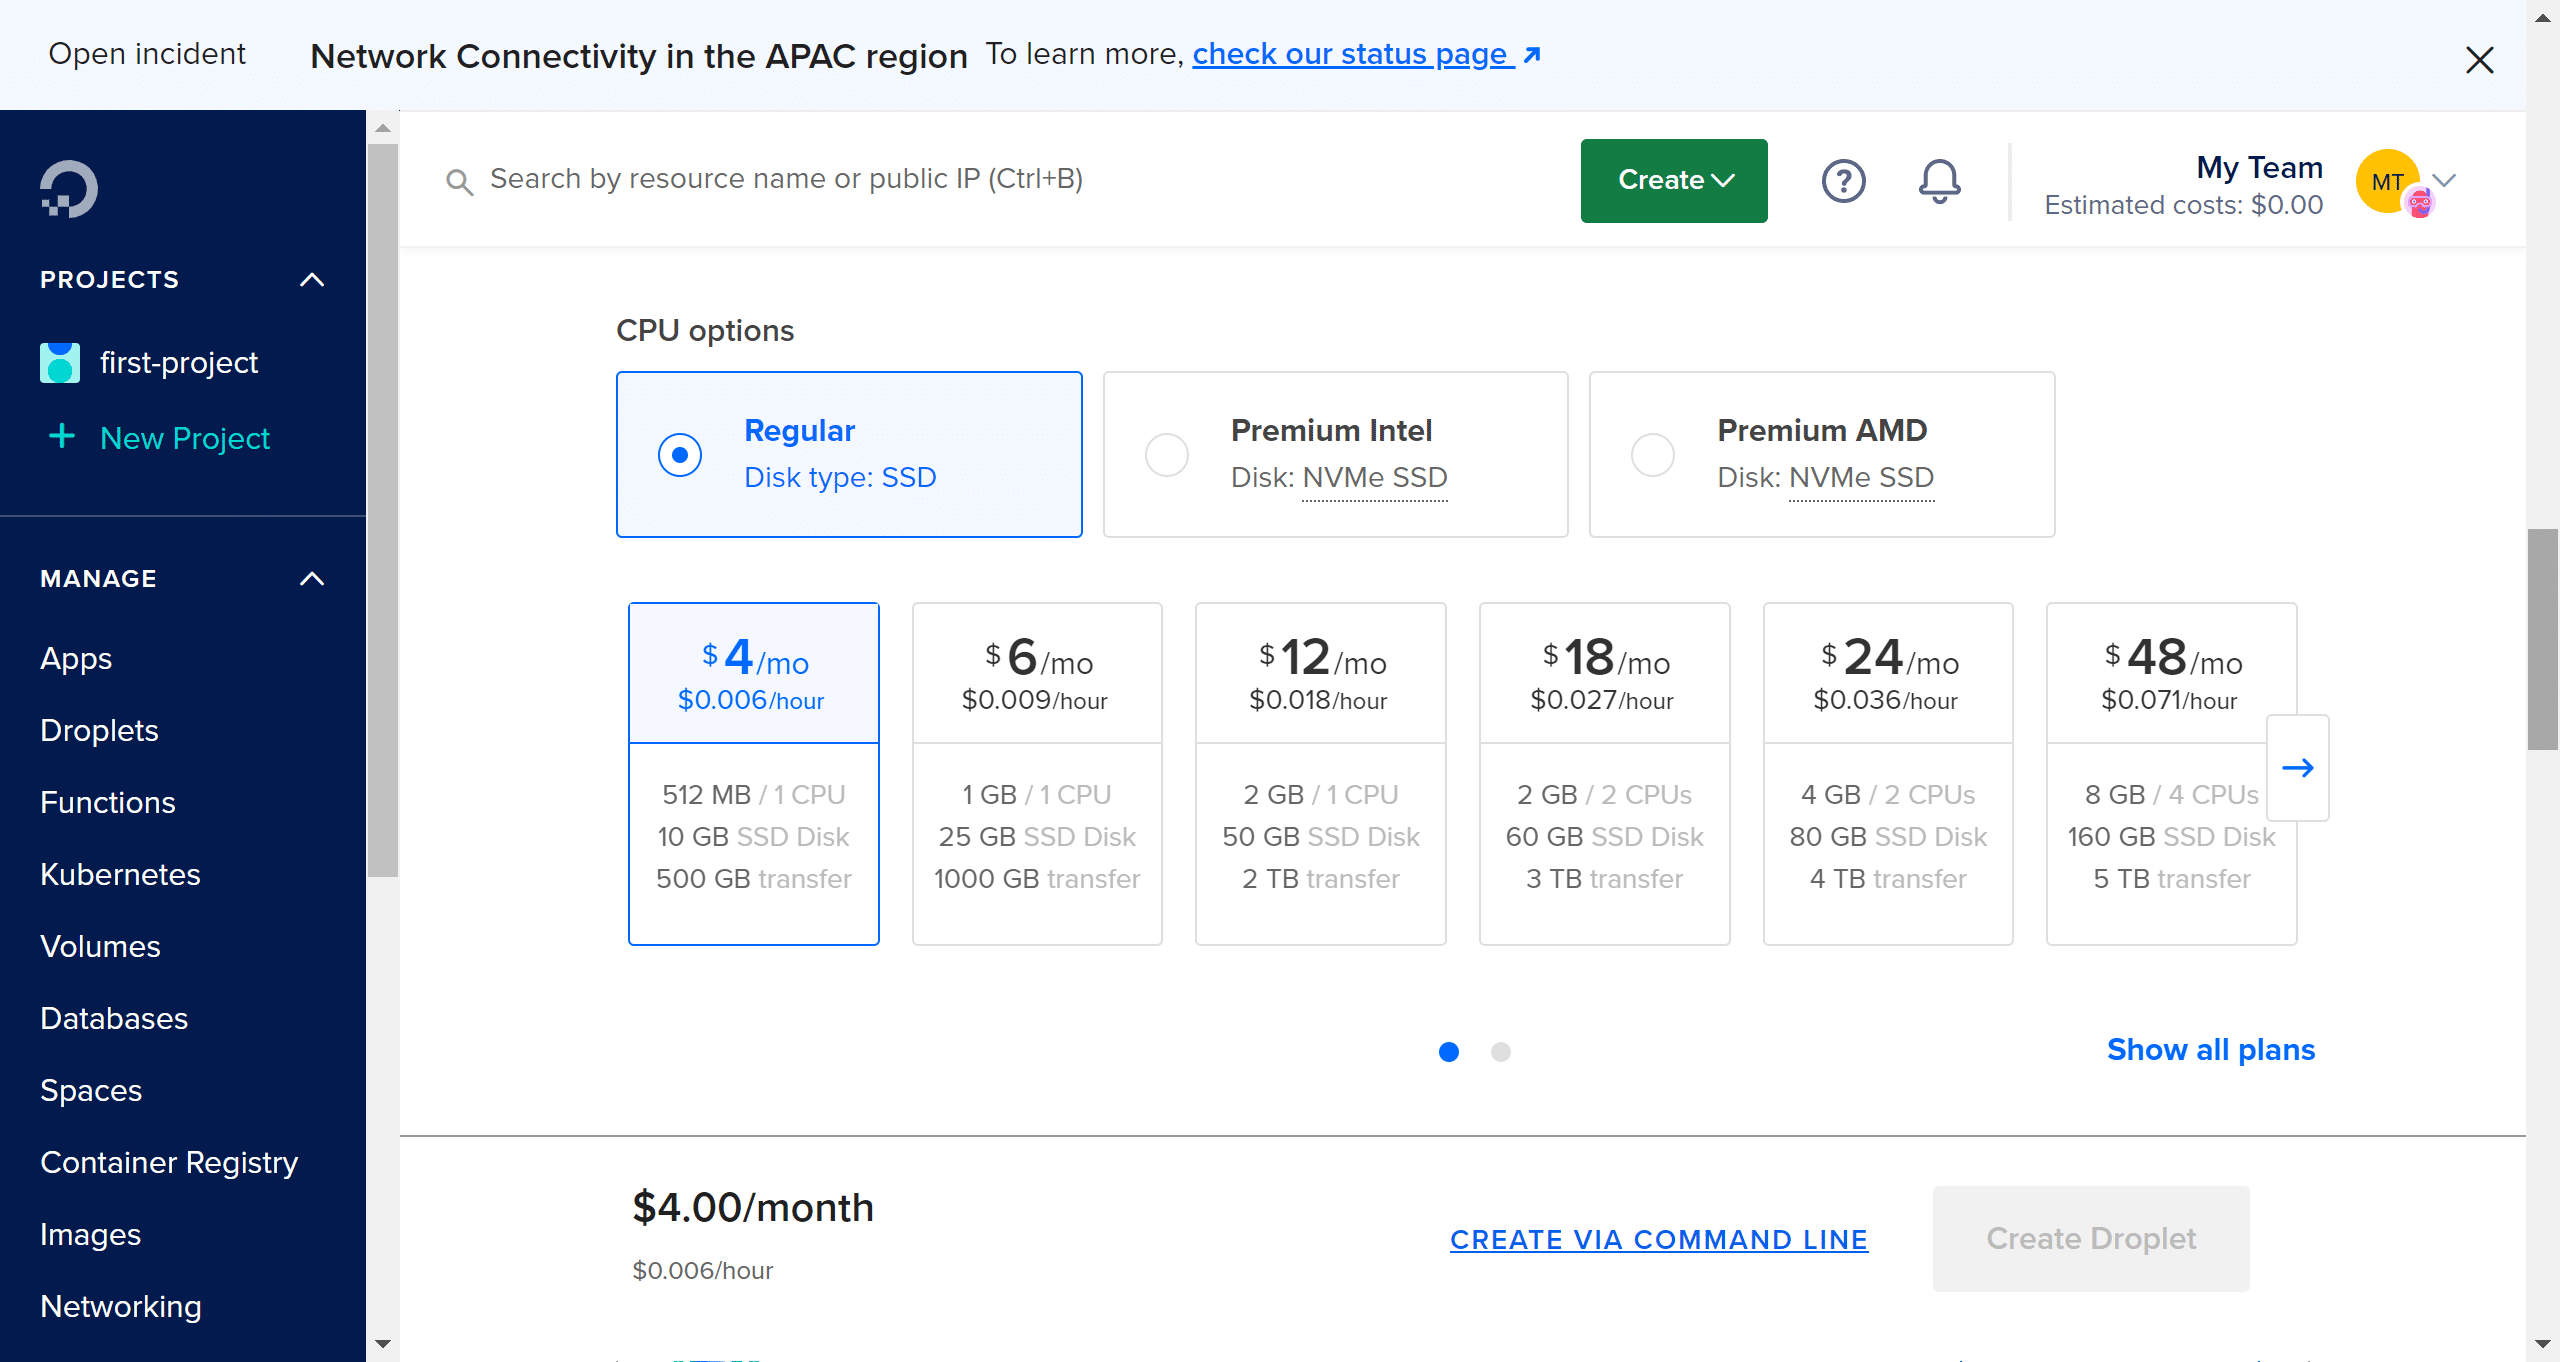 Open incident Network Connectivity in the APAC region To learn more, check our status page
Search by resource name or public IP (Ctrl+B)
Create
My Team
Estimated costs: $0.00
MT
PROJECTS
first-project
New Project
MANAGE
Apps
Droplets
Functions
Kubernetes
Volumes
Databases
Spaces
Container Registry
Images
Networking
CPU options
Regular
Disk type: SSD
Premium Intel
Disk: NVMe SSD
Premium AMD
Disk: NVMe SSD
$4/mo
$0.006/hour
512 MB / 1 CPU
10 GB SSD Disk
500 GB transfer
$6/mo
$0.009/hour
1 GB / 1 CPU
25 GB SSD Disk
1000 GB transfer
$12/mo
$0.018/hour
2 GB / 1 CPU
50 GB SSD Disk
2 TB transfer
$18/mo
$0.027/hour
2 GB / 2 CPUs
60 GB SSD Disk
3 TB transfer
$24/mo
$0.036/hour
4 GB / 2 CPUs
80 GB SSD Disk
4 TB transfer
$48/mo
$0.071/hour
8 GB / 4 CPUs
160 GB SSD Disk
5 TB transfer
Show all plans
$4.00/month
$0.006/hour
CREATE VIA COMMAND LINE
Create Droplet